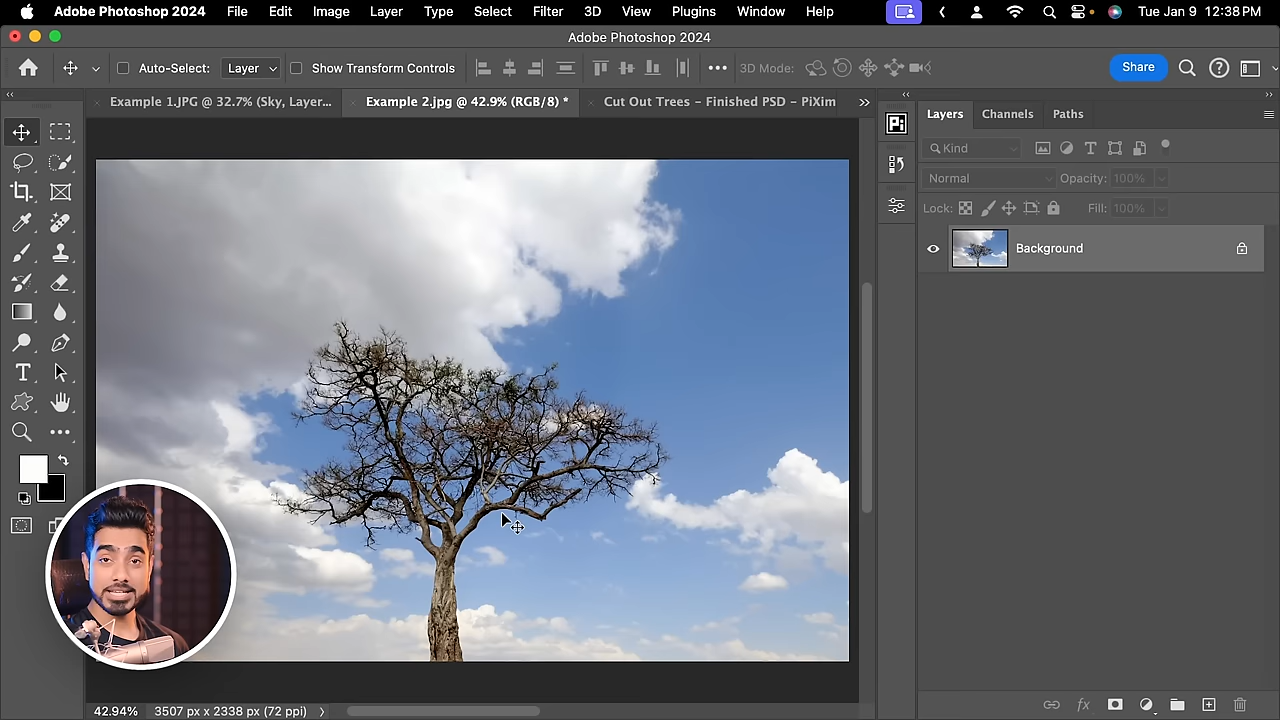 Adobe Photoshop 2024 File Edit Image Layer Type Select Filter 3D View Plugins Window Help Tue Jan 9 12:38 PM
Adobe Photoshop 2024
Auto-Select: Layer Show Transform Controls 3D Mode: Share
Example 1.JPG @ 32.7% (Sky, Layer... Example 2.jpg @ 42.9% (RGB/8) * Cut Out Trees - Finished PSD - PiXim
Layers Channels Paths
Kind
Normal Opacity: 100%
Lock: Fill: 100%
Background
42.94% 3507 px x 2338 px (72 ppi)